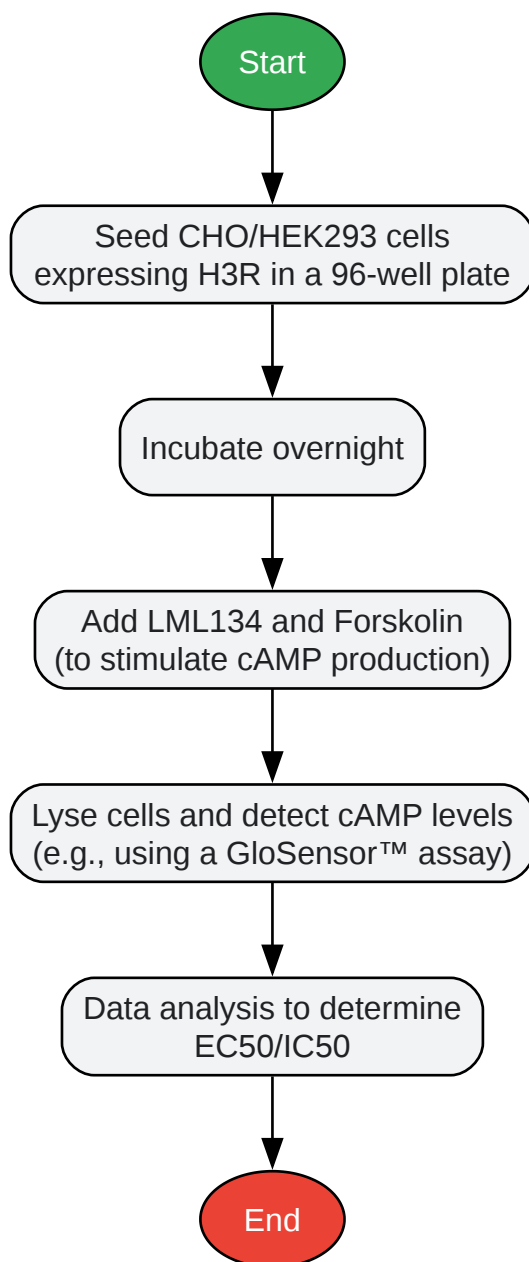 Start
Seed CHO/HEK293 cells
expressing H3R in a 96-well plate
Incubate overnight
Add LML134 and Forskolin
(to stimulate cAMP production)
Lyse cells and detect cAMP levels
(e.g., using a GloSensor™ assay)
Data analysis to determine
EC50/IC50
End